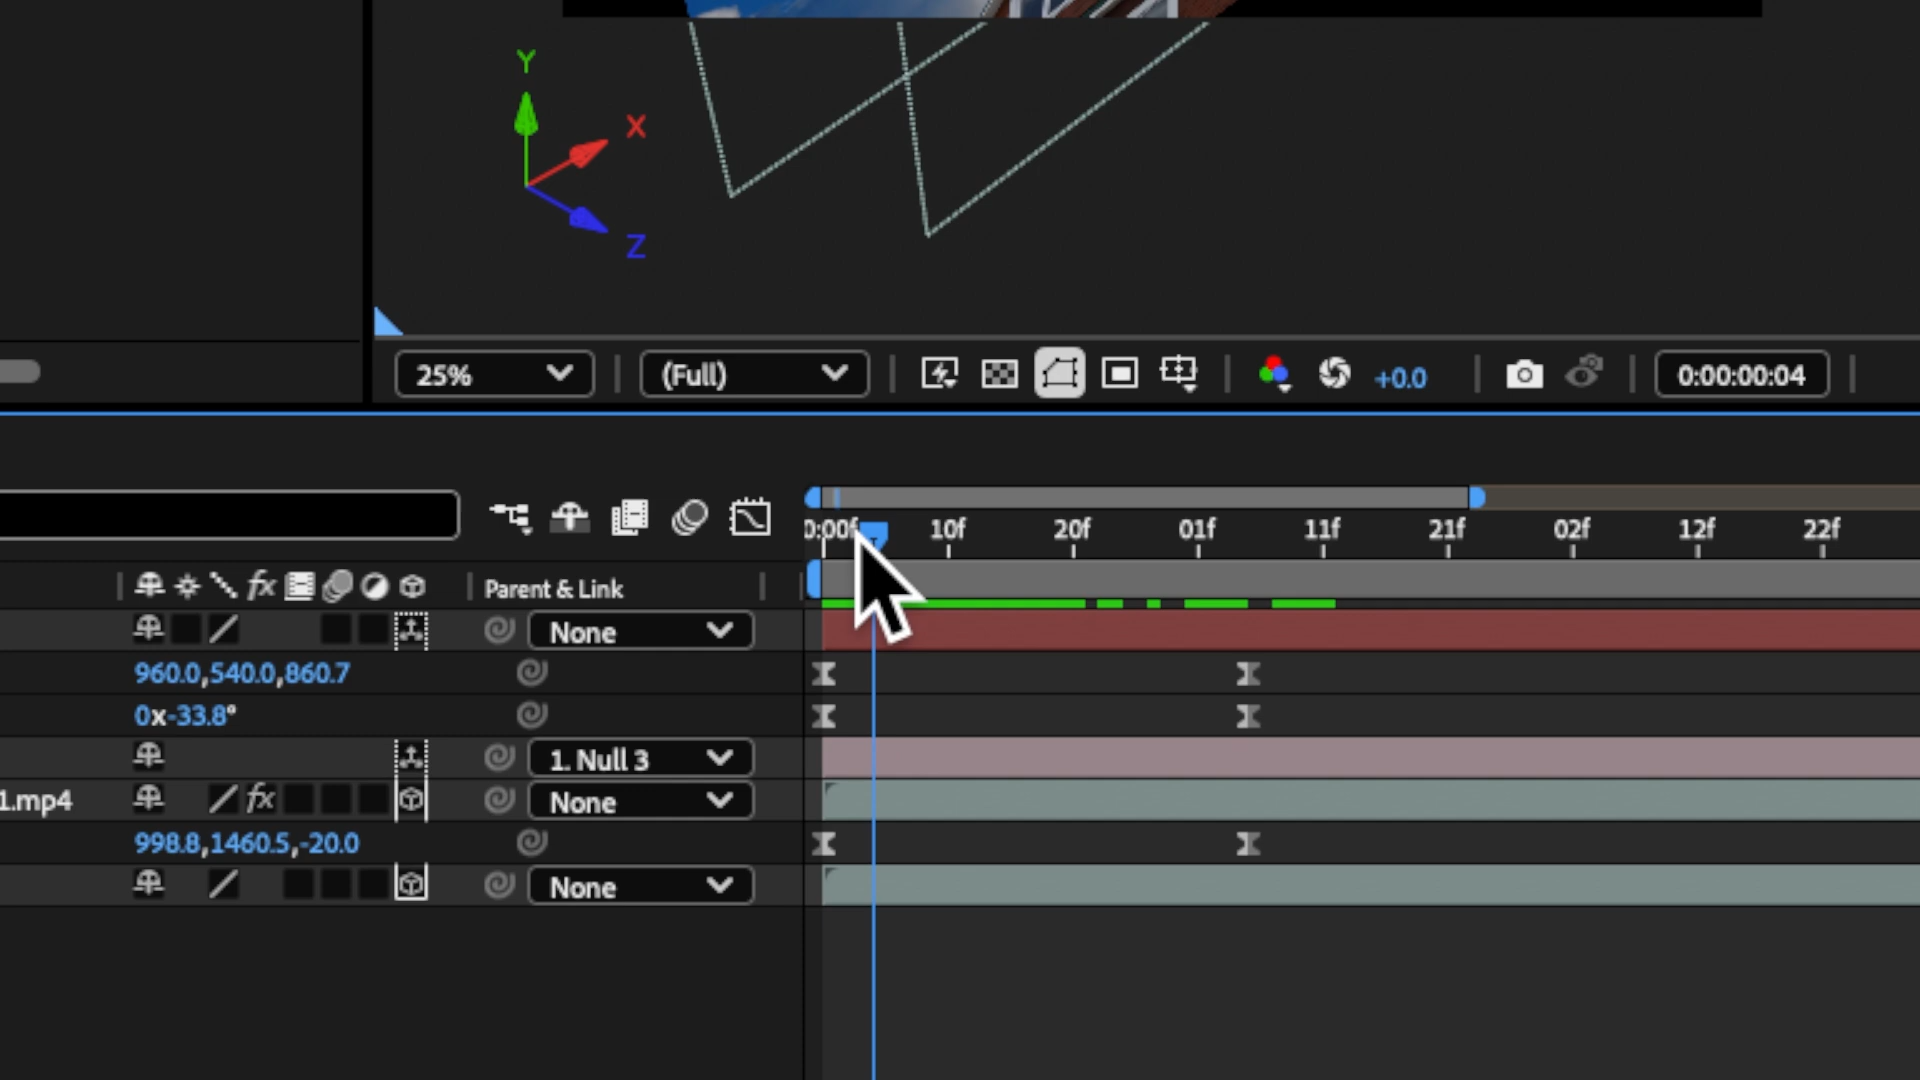 Y
X
Z
25%
(Full)
+0.0
0:00:00:04
0:00f 10f 20f 01f 11f 21f 02f 12f 22f
fx Parent & Link
None
960.0,540.0,860.7
0x-33.8°
1. Null 3
1.mp4 fx None
998.8,1460.5,-20.0
None